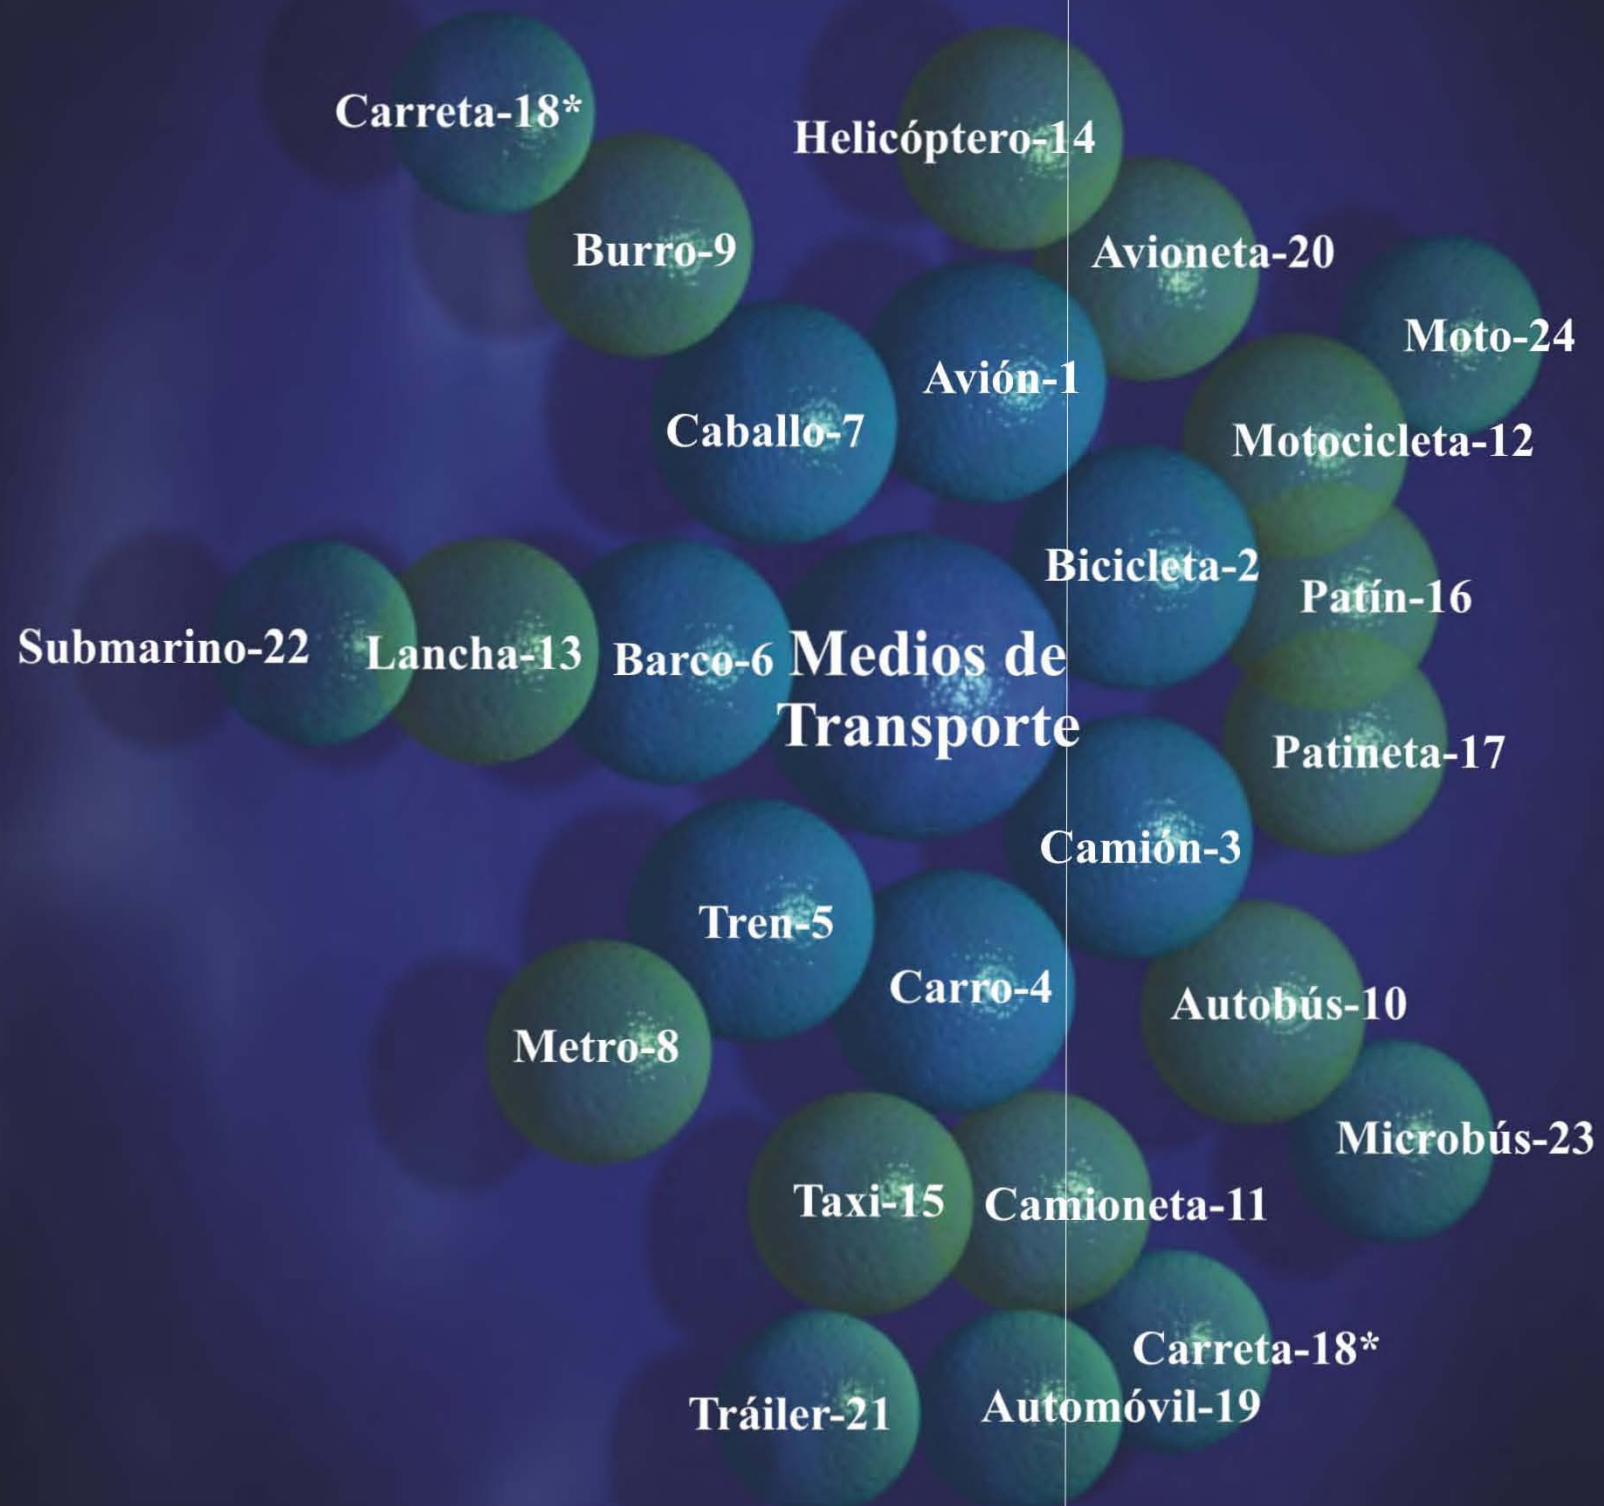 Carreta-18*
Helicóptero-14
Burro-9
Avioneta-20
Moto-24
Avión-1
Caballo-7
Motocicleta-12
Bicicleta-2
Patín-16
Submarino-22
Lancha-13
Barco-6
Medios de
Transporte
Patineta-17
Camión-3
Tren-5
Carro-4
Autobús-10
Metro-8
Microbús-23
Taxi-15
Camioneta-11
Carreta-18*
Automóvil-19
Tráiler-21